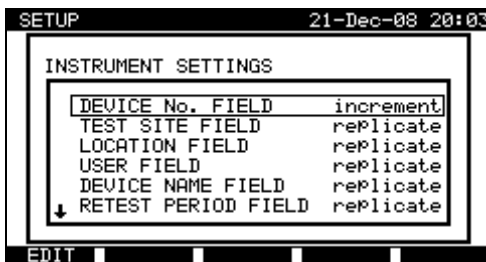 SETUP 21-Dec-08 20:03
INSTRUMENT SETTINGS
DEVICE No. FIELD increment
TEST SITE FIELD replicate
LOCATION FIELD replicate
USER FIELD replicate
DEVICE NAME FIELD replicate
RETEST PERIOD FIELD replicate
EDIT